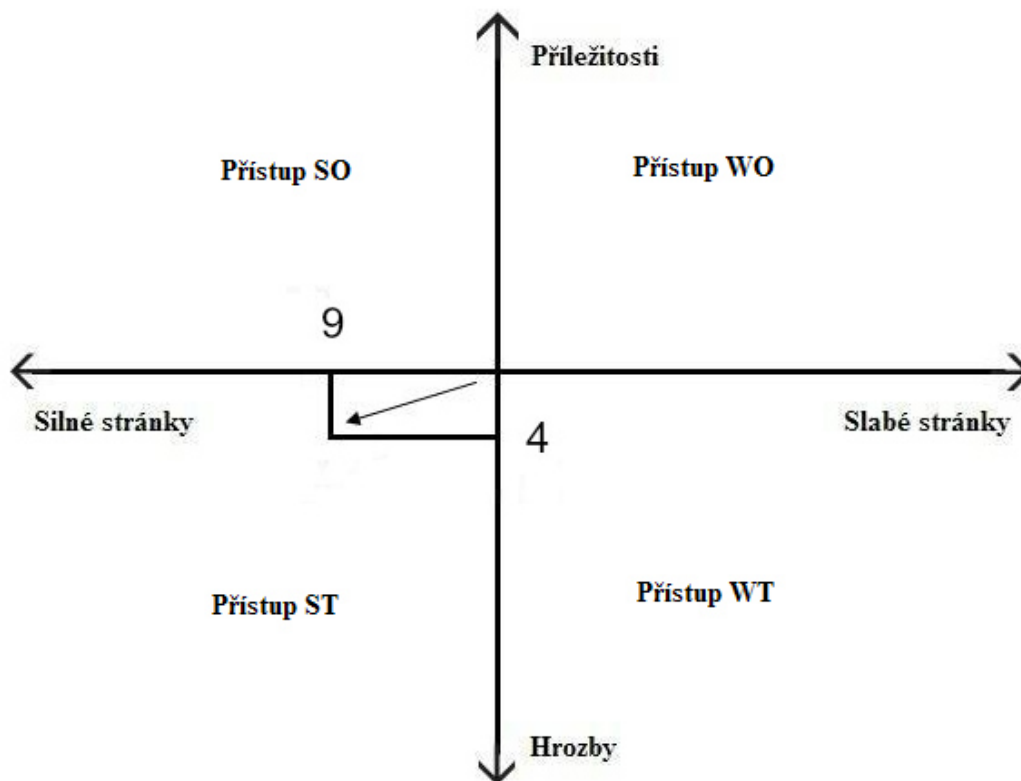 Příležitosti
Přístup SO
Přístup WO
9
Silné stránky
Slabé stránky
4
Přístup ST
Přístup WT
Hrozby